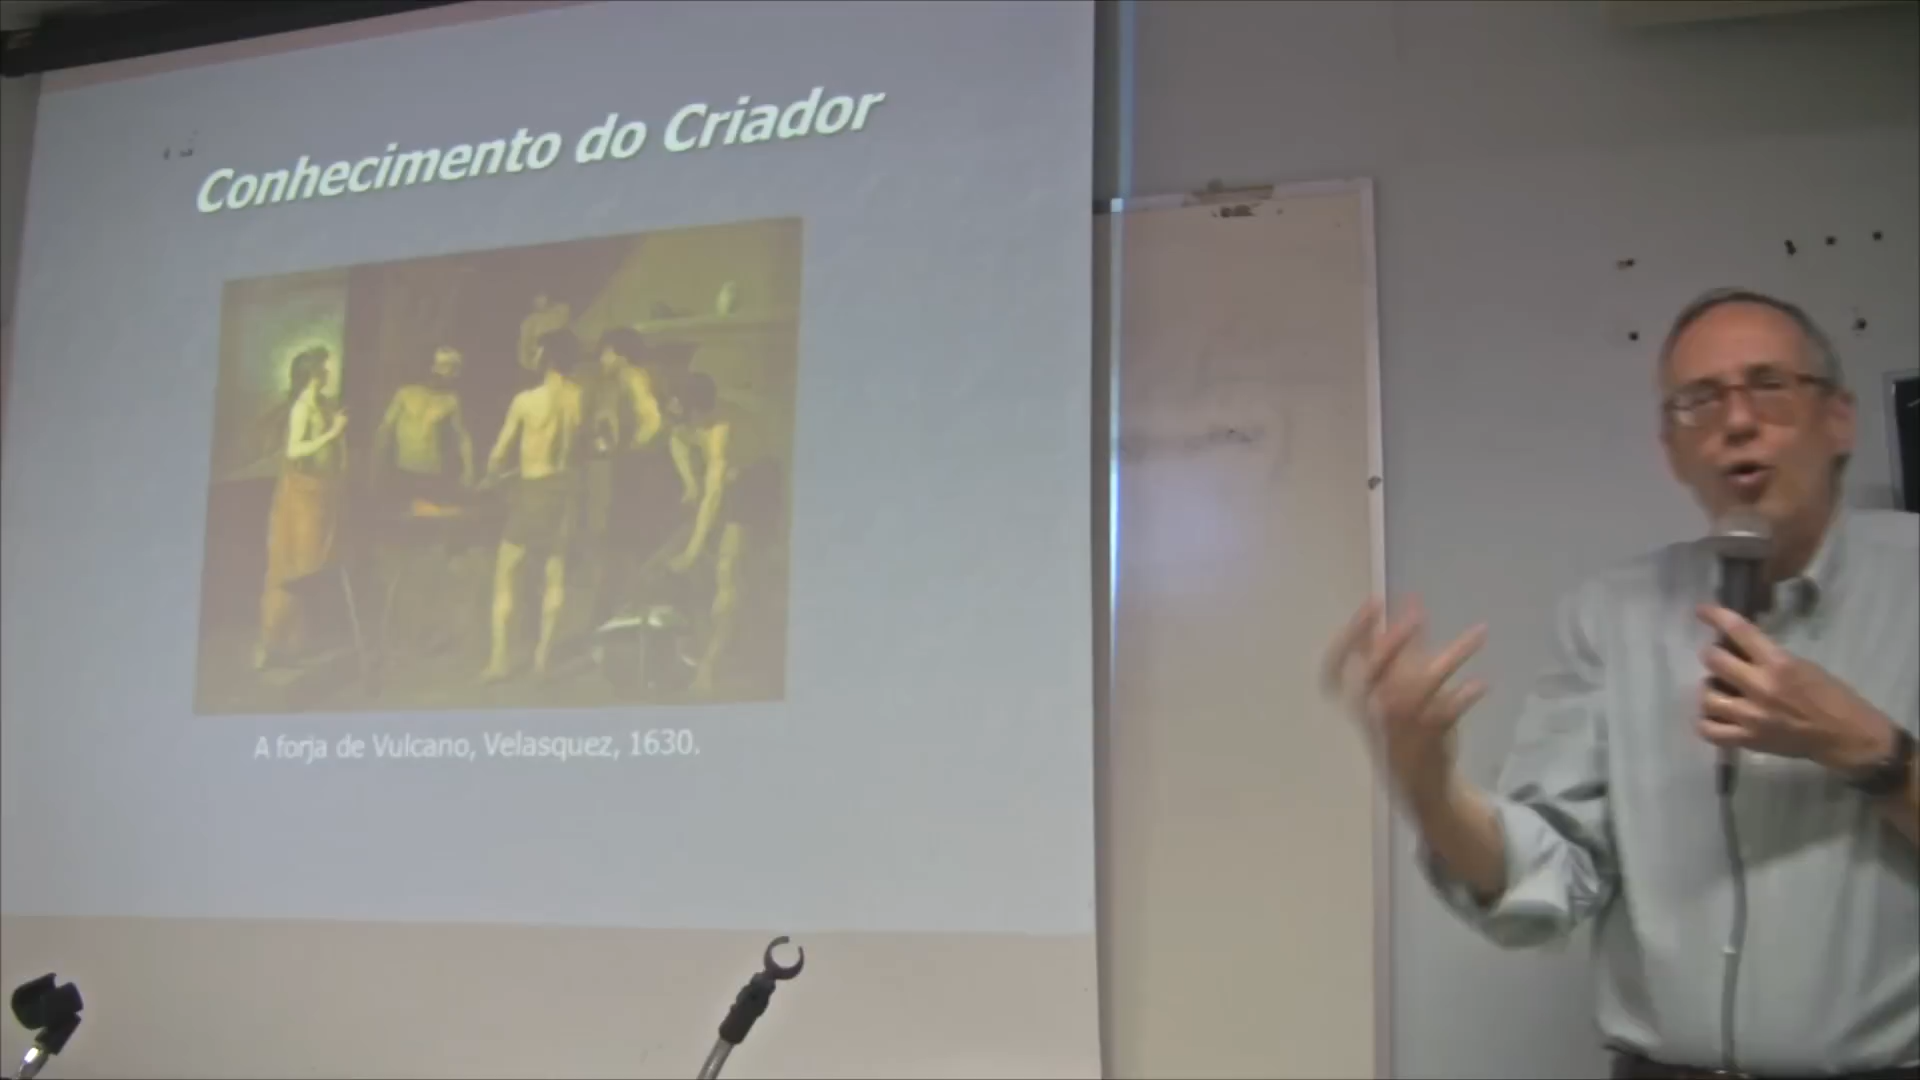 Conhecimento do Criador
A forja de Vulcano, Velasquez, 1630.